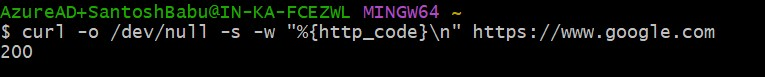 AzureAD+SantoshBabu@IN-KA-FCEZWL MINGW64 ~
$ curl -o /dev/null -s -w "%{http_code}\n" https://www.google.com
200